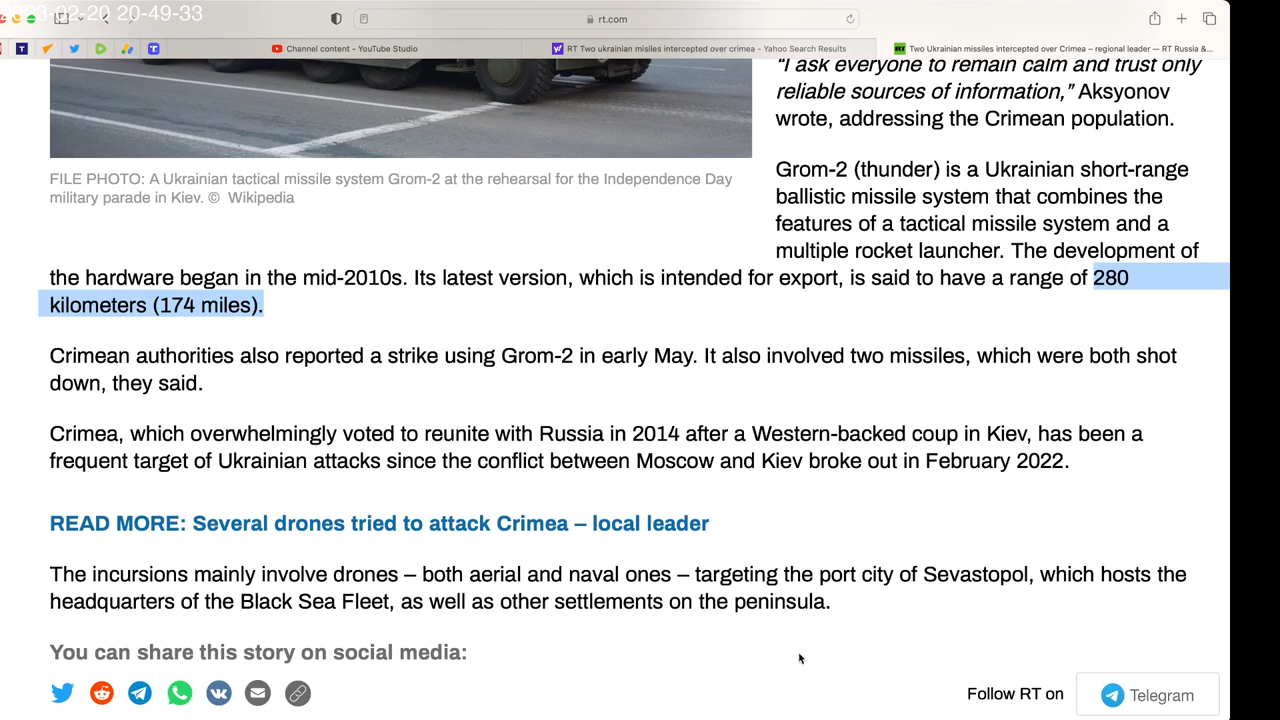 2023-02-20 20-49-33
rt.com
Channel content - YouTube Studio
RT Two ukrainian misiles intercepted over crimea - Yahoo Search Results
Two Ukrainian missiles intercepted over Crimea – regional leader — RT Russia &...
“I ask everyone to remain calm and trust only
reliable sources of information,” Aksyonov
wrote, addressing the Crimean population.
FILE PHOTO: A Ukrainian tactical missile system Grom-2 at the rehearsal for the Independence Day
military parade in Kiev. © Wikipedia
Grom-2 (thunder) is a Ukrainian short-range
ballistic missile system that combines the
features of a tactical missile system and a
multiple rocket launcher. The development of
the hardware began in the mid-2010s. Its latest version, which is intended for export, is said to have a range of 280
kilometers (174 miles).
Crimean authorities also reported a strike using Grom-2 in early May. It also involved two missiles, which were both shot
down, they said.
Crimea, which overwhelmingly voted to reunite with Russia in 2014 after a Western-backed coup in Kiev, has been a
frequent target of Ukrainian attacks since the conflict between Moscow and Kiev broke out in February 2022.
READ MORE: Several drones tried to attack Crimea – local leader
The incursions mainly involve drones – both aerial and naval ones – targeting the port city of Sevastopol, which hosts the
headquarters of the Black Sea Fleet, as well as other settlements on the peninsula.
You can share this story on social media:
Follow RT on
Telegram